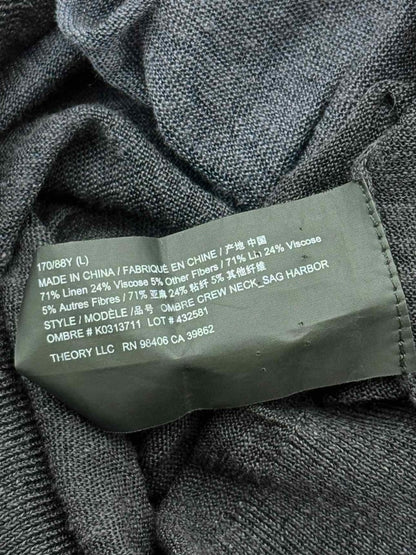 170/88Y (L)
MADE IN CHINA / FABRIQUÉ EN CHINE / 产地 中国
71% Linen 24% Viscose 5% Other Fibers / 71% Lin 24% Viscose
5% Autres Fibres / 71% 亚麻 24% 粘纤 5% 其他纤维
STYLE / MODÈLE / 品号 OMBRE CREW NECK_SAG HARBOR
OMBRE # K0313711 LOT # 432581
THEORY LLC RN 98406 CA 39862